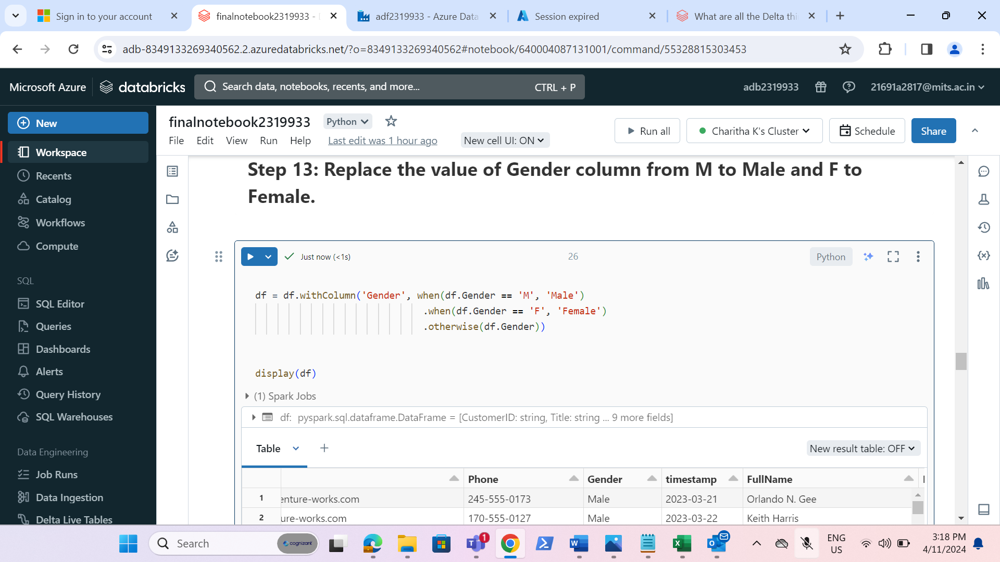 Sign in to your account
finalnotebook2319933 -
adf2319933 - Azure Data
Session expired
What are all the Delta thi
adb-8349133269340562.2.azuredatabricks.net/?o=8349133269340562#notebook/640004087131001/command/55328815303453
Microsoft Azure
databricks
Search data, notebooks, recents, and more...
CTRL + P
adb2319933
21691a2817@mits.ac.in
New
Workspace
Recents
Catalog
Workflows
Compute
SQL
SQL Editor
Queries
Dashboards
Alerts
Query History
SQL Warehouses
Data Engineering
Job Runs
Data Ingestion
Delta Live Tables
finalnotebook2319933
Python
File Edit View Run Help
Last edit was 1 hour ago
New cell UI: ON
Run all
Charitha K's Cluster
Schedule
Share
Step 13: Replace the value of Gender column from M to Male and F to
Female.
Just now (<1s)
26
Python
df = df.withColumn('Gender', when(df.Gender == 'M', 'Male')
.when(df.Gender == 'F', 'Female')
.otherwise(df.Gender))
display(df)
(1) Spark Jobs
df: pyspark.sql.dataframe.DataFrame = [CustomerID: string, Title: string ... 9 more fields]
Table
+
New result table: OFF
Phone Gender timestamp FullName
1 enture-works.com 245-555-0173 Male 2023-03-21 Orlando N. Gee
2 ure-works.com 170-555-0127 Male 2023-03-22 Keith Harris
Search
cognizant
1
ENG
US
3:18 PM
4/11/2024